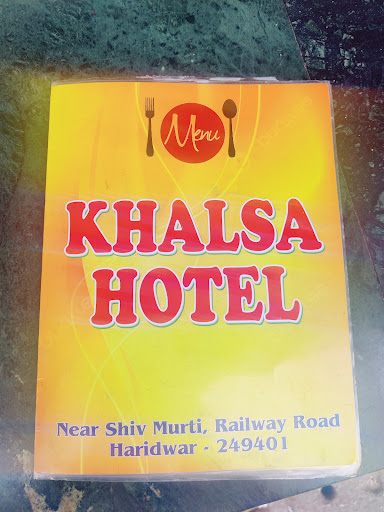 Menu
KHALSA
HOTEL
Near Shiv Murti, Railway Road
Haridwar - 249401